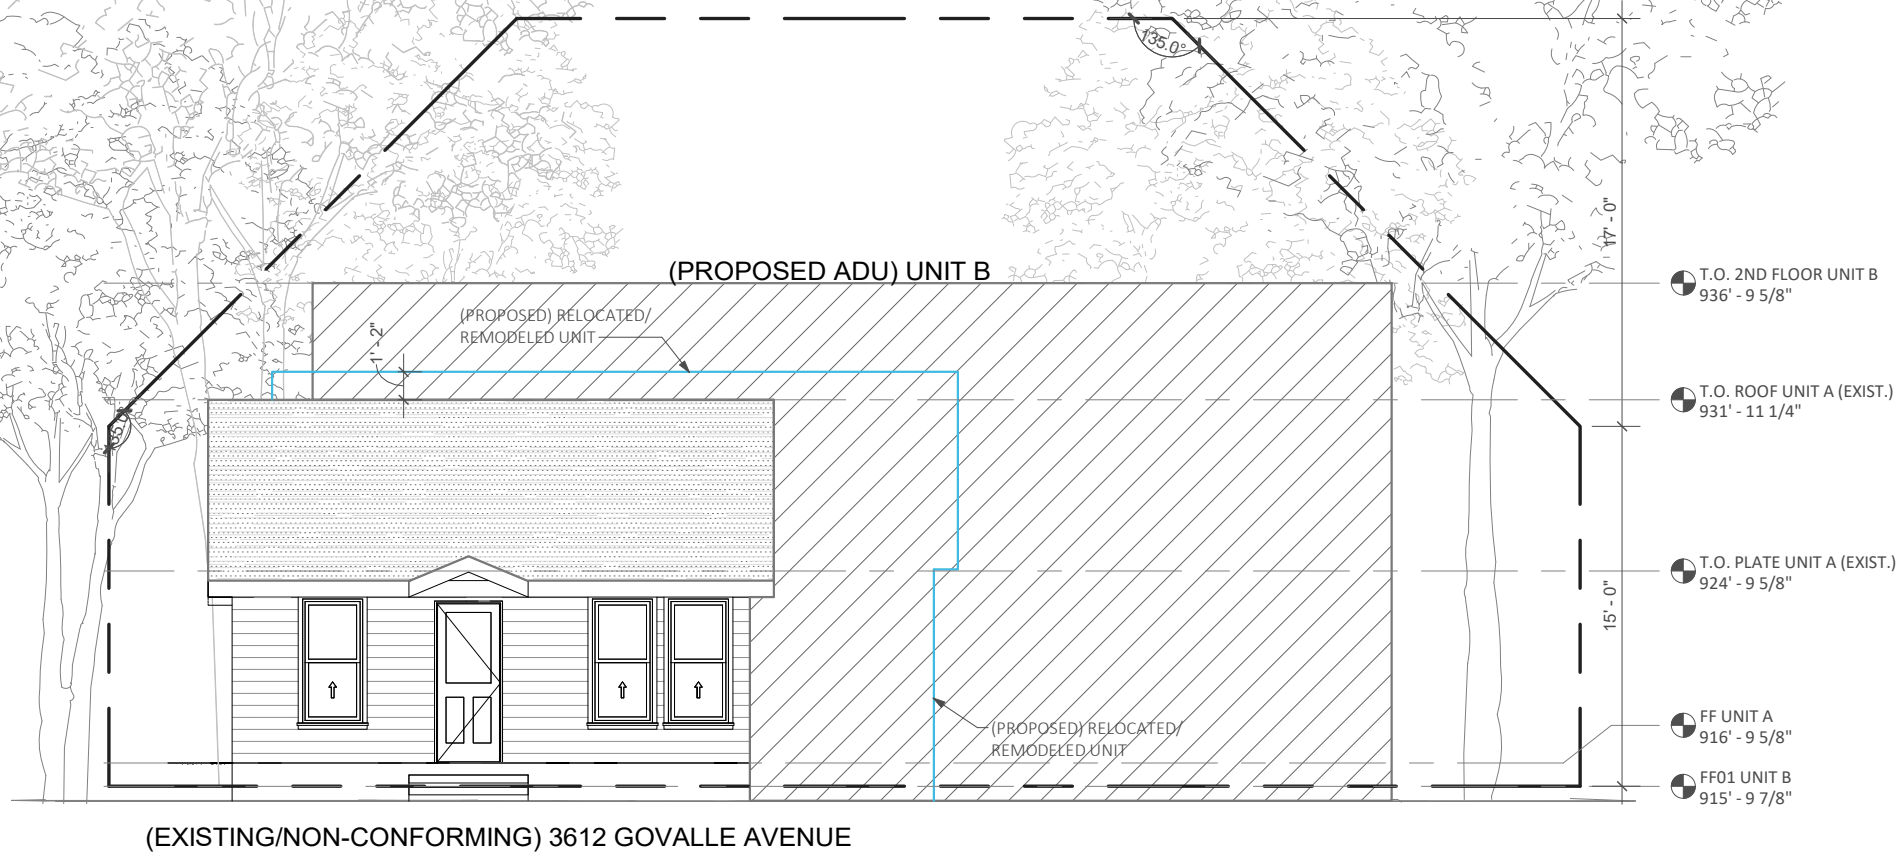 135.0°
17' - 0"
(PROPOSED ADU) UNIT B
T.O. 2ND FLOOR UNIT B
936' - 9 5/8"
(PROPOSED) RELOCATED/
REMODELED UNIT
1' - 2"
T.O. ROOF UNIT A (EXIST.)
931' - 11 1/4"
T.O. PLATE UNIT A (EXIST.)
924' - 9 5/8"
15' - 0"
(PROPOSED) RELOCATED/
REMODELED UNIT
FF UNIT A
916' - 9 5/8"
FF01 UNIT B
915' - 9 7/8"
(EXISTING/NON-CONFORMING) 3612 GOVALLE AVENUE